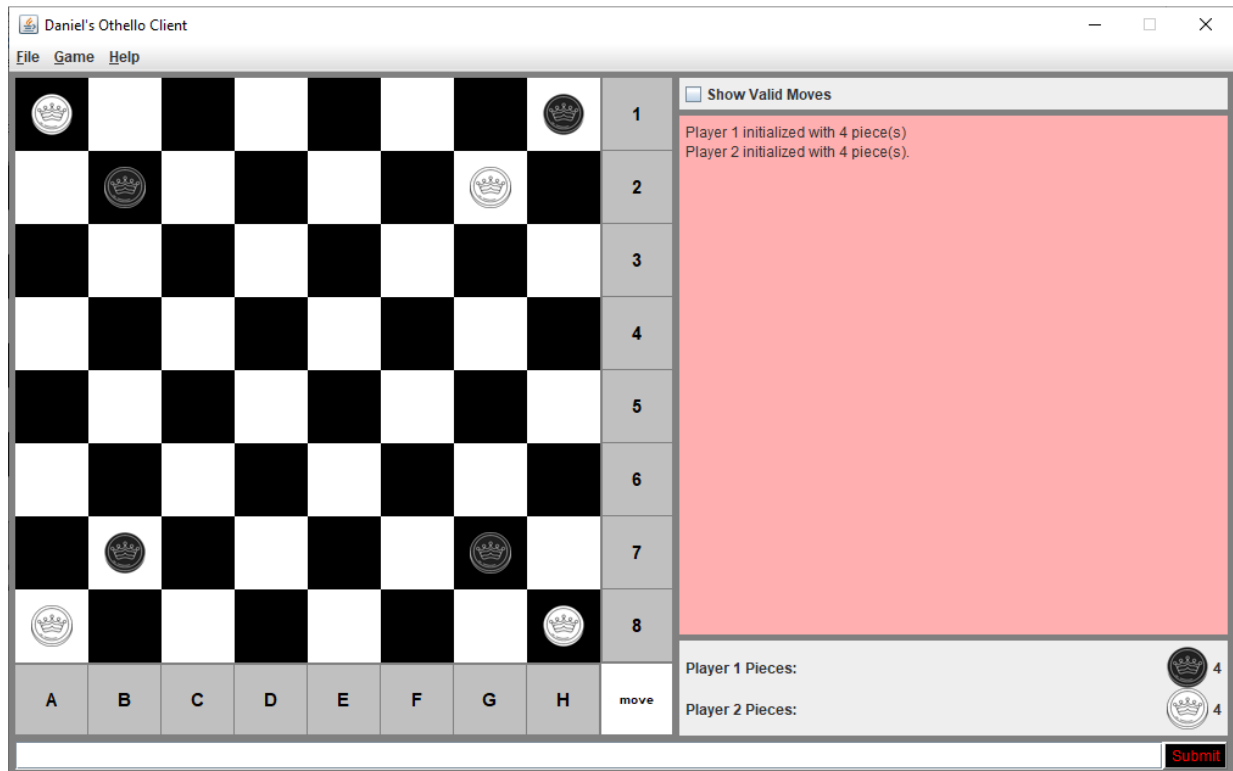 Daniel's Othello Client
File Game Help
1
Show Valid Moves
Player 1 initialized with 4 piece(s)
Player 2 initialized with 4 piece(s).
2
3
4
5
6
7
8
A B C D E F G H move
Player 1 Pieces: 4
Player 2 Pieces: 4
Submit